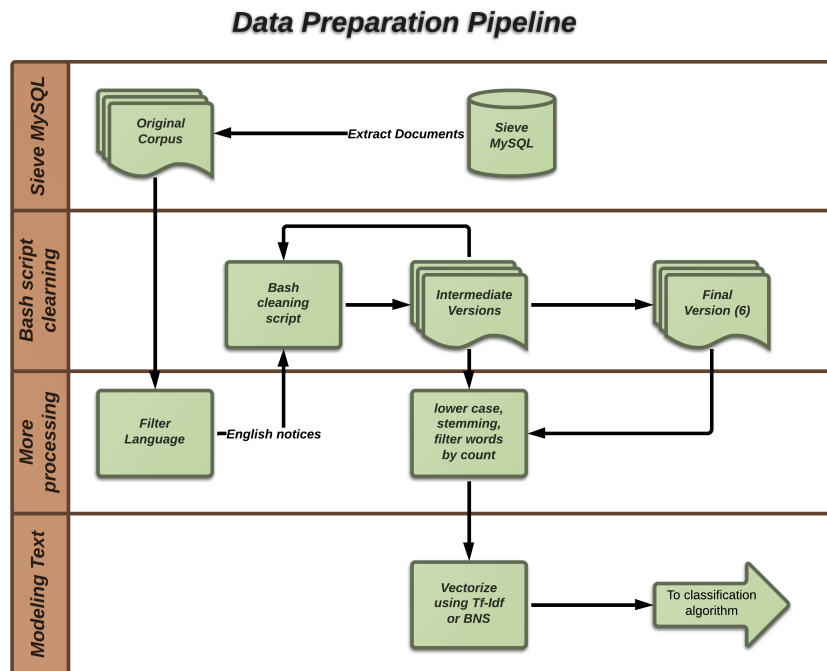 Data Preparation Pipeline
Sieve MySQL
Original
Corpus
Extract Documents
Sieve
MySQL
Bash script
clearning
Bash
cleaning
script
Intermediate
Versions
Final
Version (6)
More
processing
Filter
Language
English notices
lower case,
stemming,
filter words
by count
Modeling Text
Vectorize
using Tf-Idf
or BNS
To classification
algorithm